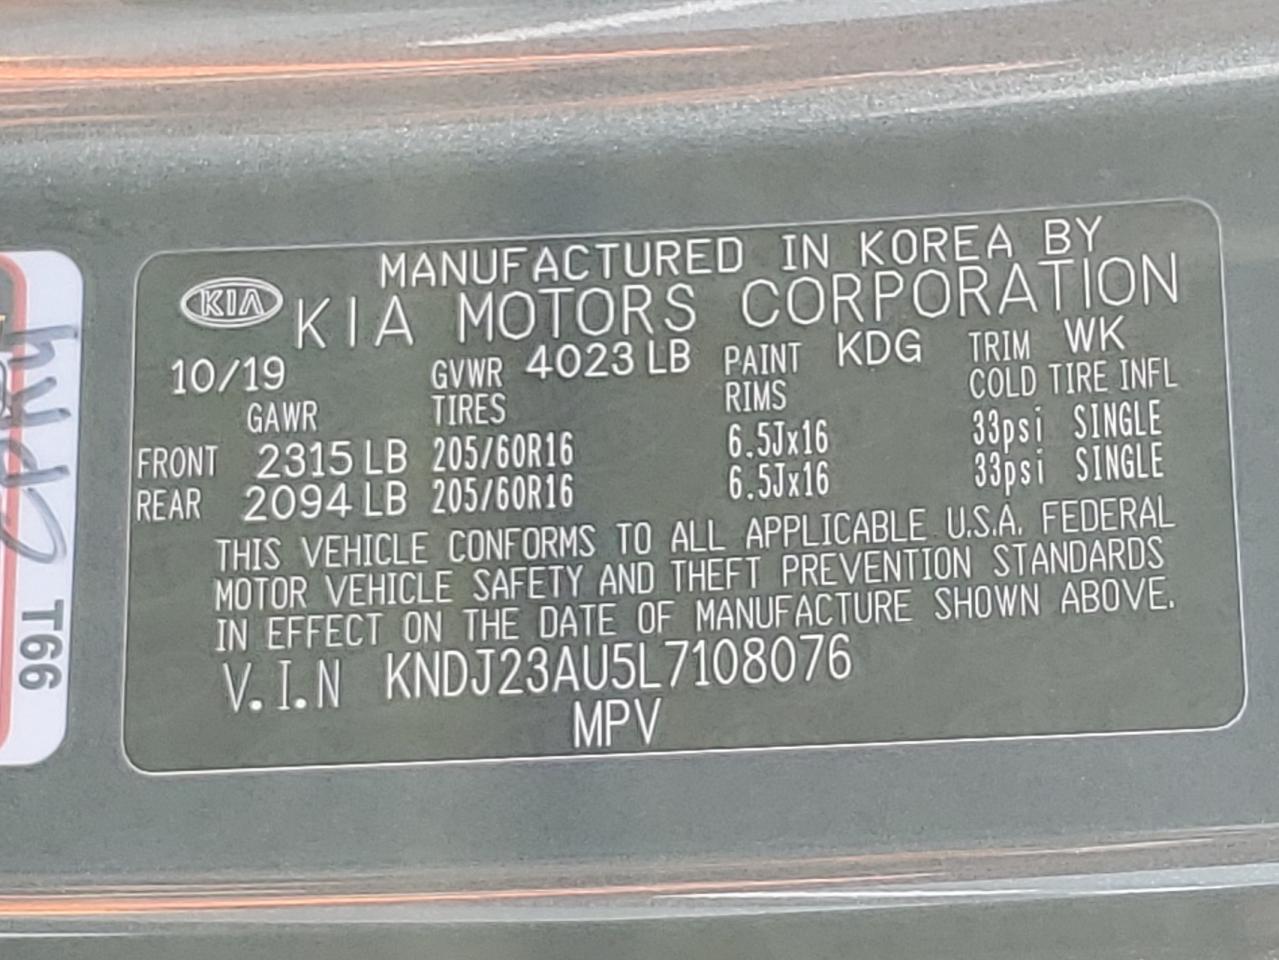 MANUFACTURED IN KOREA BY
KIA KIA MOTORS CORPORATION
10/19 GVWR 4023 LB PAINT KDG TRIM WK
GAWR TIRES RIMS COLD TIRE INFL
FRONT 2315 LB 205/60R16 6.5Jx16 33psi SINGLE
REAR 2094 LB 205/60R16 6.5Jx16 33psi SINGLE
THIS VEHICLE CONFORMS TO ALL APPLICABLE U.S.A. FEDERAL
MOTOR VEHICLE SAFETY AND THEFT PREVENTION STANDARDS
IN EFFECT ON THE DATE OF MANUFACTURE SHOWN ABOVE.
V.I.N KNDJ23AU5L7108076
MPV
T66